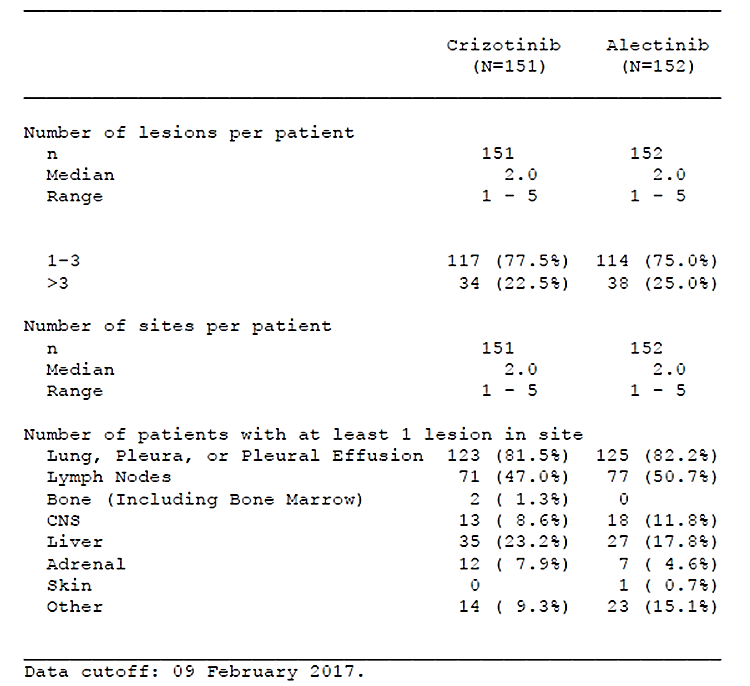 Crizotinib Alectinib
(N=151) (N=152)
Number of lesions per patient
n 151 152
Median 2.0 2.0
Range 1 - 5 1 - 5
1-3 117 (77.5%) 114 (75.0%)
>3 34 (22.5%) 38 (25.0%)
Number of sites per patient
n 151 152
Median 2.0 2.0
Range 1 - 5 1 - 5
Number of patients with at least 1 lesion in site
Lung, Pleura, or Pleural Effusion 123 (81.5%) 125 (82.2%)
Lymph Nodes 71 (47.0%) 77 (50.7%)
Bone (Including Bone Marrow) 2 ( 1.3%) 0
CNS 13 ( 8.6%) 18 (11.8%)
Liver 35 (23.2%) 27 (17.8%)
Adrenal 12 ( 7.9%) 7 ( 4.6%)
Skin 0 1 ( 0.7%)
Other 14 ( 9.3%) 23 (15.1%)
Data cutoff: 09 February 2017.